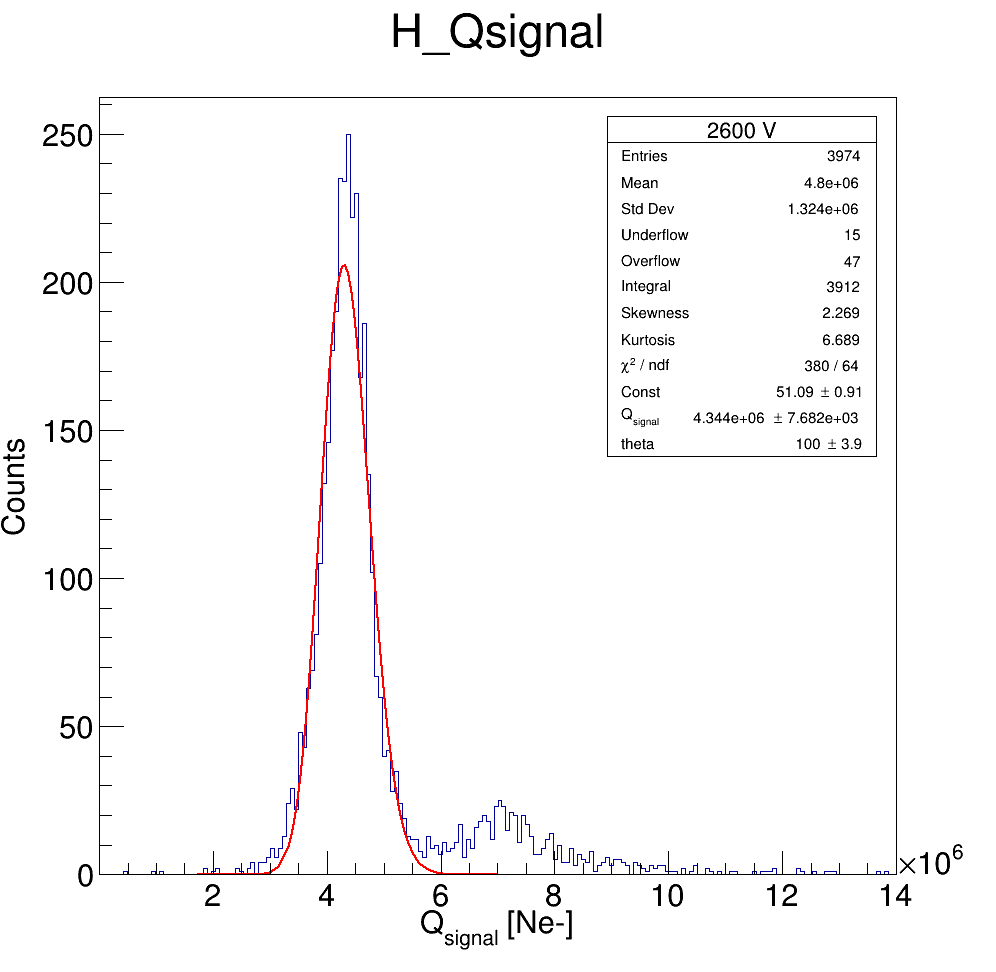 H_Qsignal
2600 V
Entries 3974
Mean 4.8e+06
Std Dev 1.324e+06
Underflow 15
Overflow 47
Integral 3912
Skewness 2.269
Kurtosis 6.689
χ² / ndf 380 / 64
Const 51.09 ± 0.91
Qsignal 4.344e+06 ± 7.682e+03
theta 100 ± 3.9
Counts
250
200
150
100
50
0
2 4 6 8 10 12 14
×10⁶
Qsignal [Ne-]